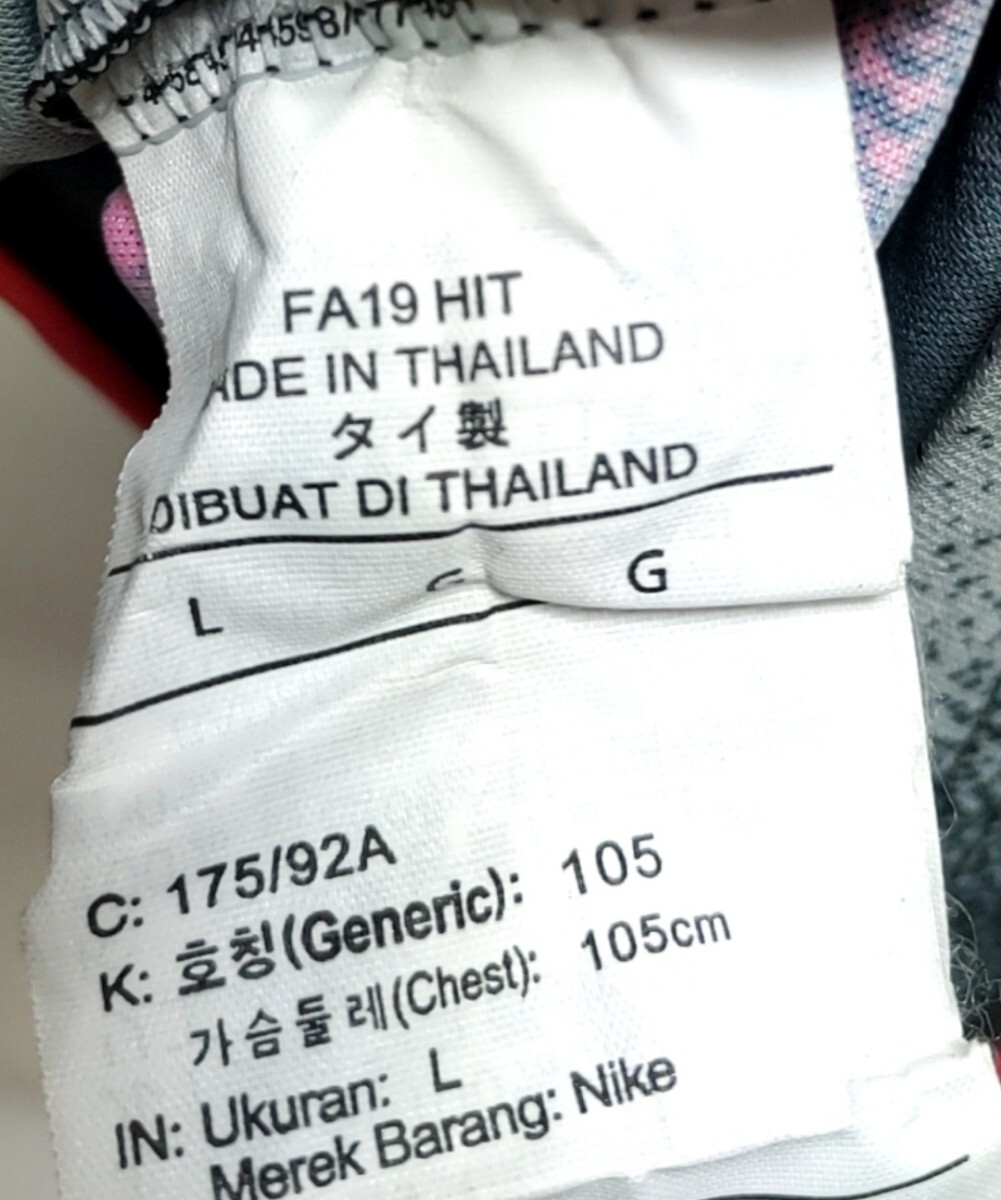 FA19 HIT
ADE IN THAILAND
タイ製
DIBUAT DI THAILAND
L G
C: 175/92A
K: 호칭(Generic): 105
가슴둘레(Chest): 105cm
IN: Ukuran: L
Merek Barang: Nike